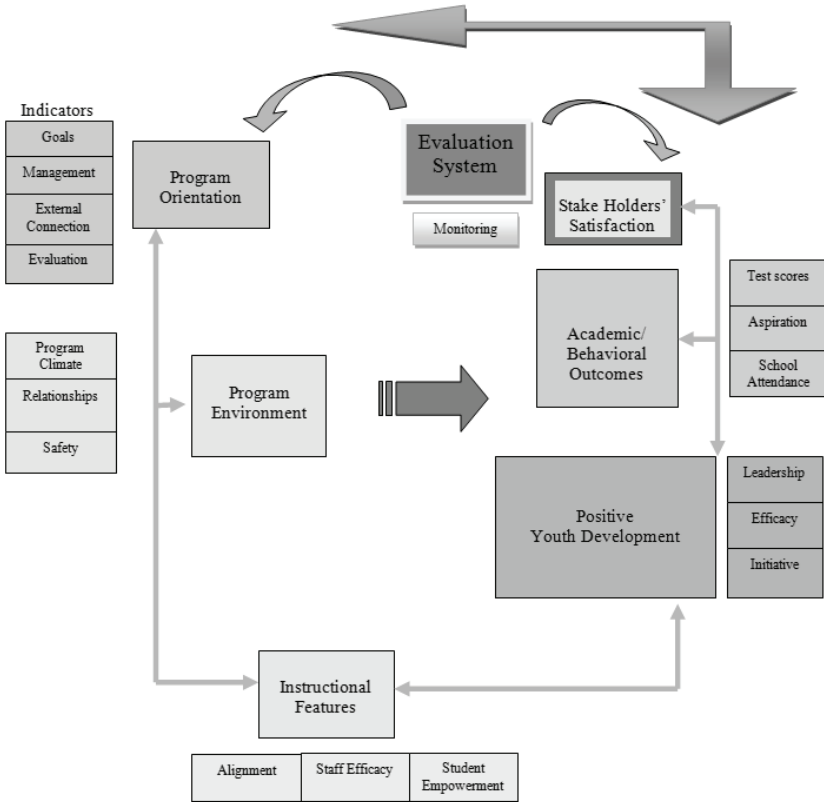 Indicators
Goals
Management
External
Connection
Evaluation
Program
Orientation
Evaluation
System
Monitoring
Stake Holders’
Satisfaction
Test scores
Aspiration
School
Attendance
Academic/
Behavioral
Outcomes
Program
Climate
Relationships
Safety
Program
Environment
Positive
Youth Development
Leadership
Efficacy
Initiative
Instructional
Features
Alignment
Staff Efficacy
Student
Empowerment